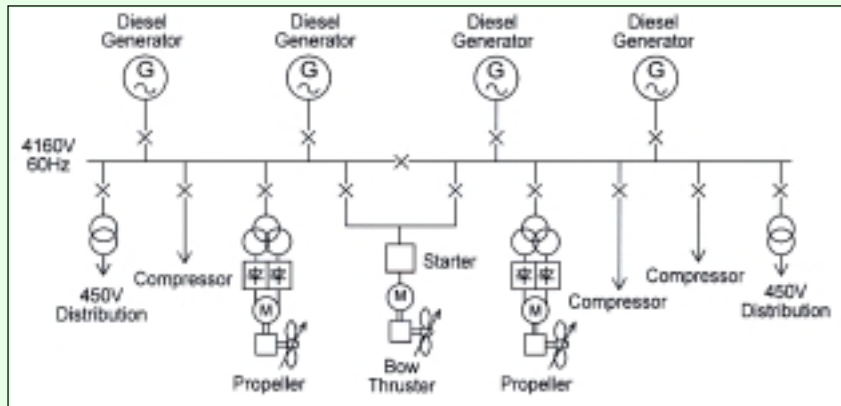 Diesel
Generator
Diesel
Generator
Diesel
Generator
Diesel
Generator
G
G
G
G
4160V
60Hz
450V
Distribution
Compressor
M
Propeller
Starter
M
Bow
Thruster
M
Propeller
Compressor
Compressor
450V
Distribution